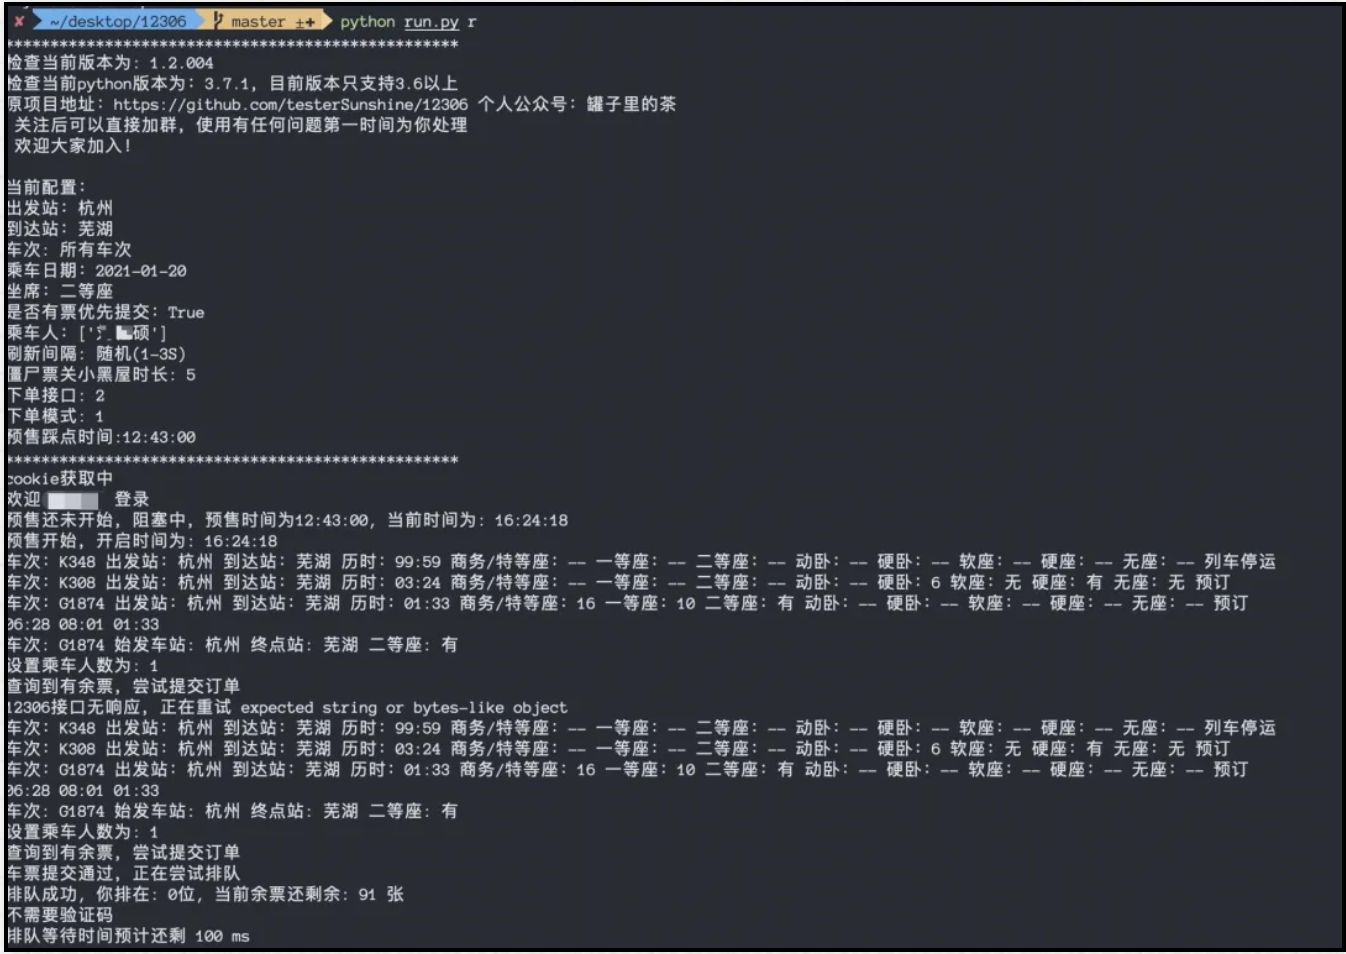 ✗ ~/desktop/12306 master ±+ python run.py r
**************************************************
检查当前版本为: 1.2.004
检查当前python版本为: 3.7.1, 目前版本只支持3.6以上
原项目地址: https://github.com/testerSunshine/12306 个人公众号: 罐子里的茶
关注后可以直接加群, 使用有任何问题第一时间为你处理
欢迎大家加入!
当前配置:
出发站: 杭州
到达站: 芜湖
车次: 所有车次
乘车日期: 2021-01-20
坐席: 二等座
是否有票优先提交: True
乘车人: [' 硕']
刷新间隔: 随机(1-3S)
僵尸票关小黑屋时长: 5
下单接口: 2
下单模式: 1
预售踩点时间:12:43:00
**************************************************
cookie获取中
欢迎 登录
预售还未开始, 阻塞中, 预售时间为12:43:00, 当前时间为: 16:24:18
预售开始, 开启时间为: 16:24:18
车次: K348 出发站: 杭州 到达站: 芜湖 历时: 99:59 商务/特等座: -- 一等座: -- 二等座: -- 动卧: -- 硬卧: -- 软座: -- 硬座: -- 无座: -- 列车停运
车次: K308 出发站: 杭州 到达站: 芜湖 历时: 03:24 商务/特等座: -- 一等座: -- 二等座: -- 动卧: -- 硬卧: 6 软座: 无 硬座: 有 无座: 无 预订
车次: G1874 出发站: 杭州 到达站: 芜湖 历时: 01:33 商务/特等座: 16 一等座: 10 二等座: 有 动卧: -- 硬卧: -- 软座: -- 硬座: -- 无座: -- 预订
06:28 08:01 01:33
车次: G1874 始发车站: 杭州 终点站: 芜湖 二等座: 有
设置乘车人数为: 1
查询到有余票, 尝试提交订单
12306接口无响应, 正在重试 expected string or bytes-like object
车次: K348 出发站: 杭州 到达站: 芜湖 历时: 99:59 商务/特等座: -- 一等座: -- 二等座: -- 动卧: -- 硬卧: -- 软座: -- 硬座: -- 无座: -- 列车停运
车次: K308 出发站: 杭州 到达站: 芜湖 历时: 03:24 商务/特等座: -- 一等座: -- 二等座: -- 动卧: -- 硬卧: 6 软座: 无 硬座: 有 无座: 无 预订
车次: G1874 出发站: 杭州 到达站: 芜湖 历时: 01:33 商务/特等座: 16 一等座: 10 二等座: 有 动卧: -- 硬卧: -- 软座: -- 硬座: -- 无座: -- 预订
06:28 08:01 01:33
车次: G1874 始发车站: 杭州 终点站: 芜湖 二等座: 有
设置乘车人数为: 1
查询到有余票, 尝试提交订单
车票提交通过, 正在尝试排队
排队成功, 你排在: 0位, 当前余票还剩余: 91 张
不需要验证码
排队等待时间预计还剩 100 ms